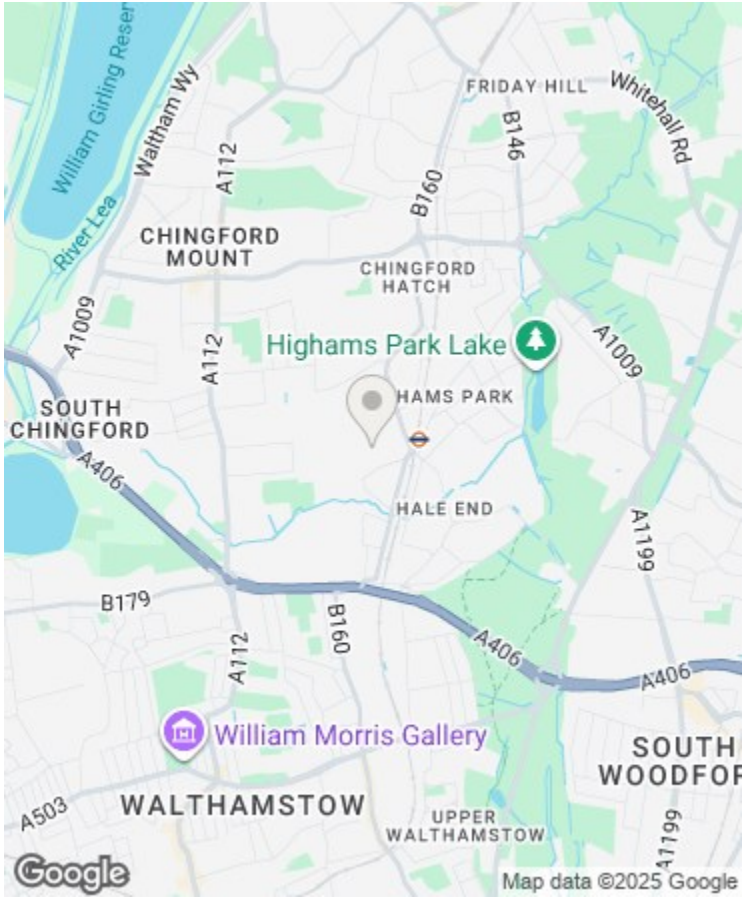 William Girling Reser
Waltham Wy
FRIDAY HILL
Whitehall Rd
B146
A112
B160
River Lea
CHINGFORD
MOUNT
CHINGFORD
HATCH
A1009
A112
Highams Park Lake
A1009
HAMS PARK
SOUTH
CHINGFORD
A406
HALE END
A1199
B179
B160
A112
A406
A406
William Morris Gallery
SOUTH
WOODFOR
A503
WALTHAMSTOW
UPPER
WALTHAMSTOW
A1199
Google
Map data ©2025 Google